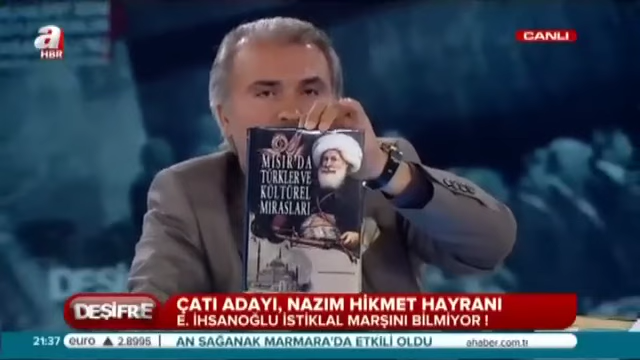 a
HBR
CANLI
MISIR'DA
TÜRKLER VE
KÜLTÜREL
MİRASLARI
DEŞİFRE
ÇATI ADAYI, NAZIM HİKMET HAYRANI
E. İHSANOĞLU İSTİKLAL MARŞINI BİLMİYOR !
21:37 euro ▲ 2.8995 AN SAĞANAK MARMARA'DA ETKİLİ OLDU ahaber.com.tr